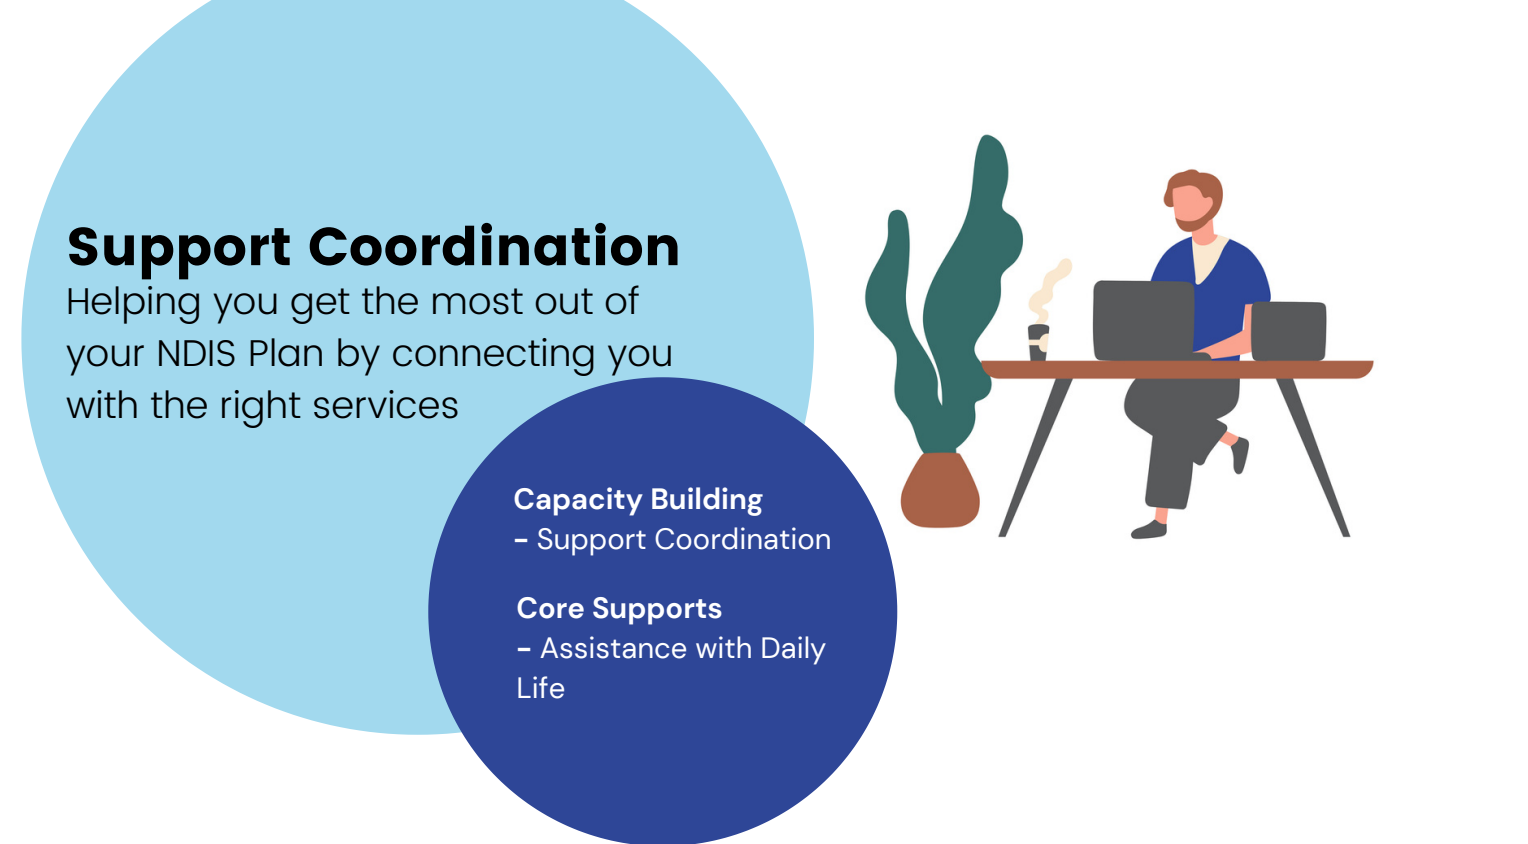 Support Coordination
Helping you get the most out of
your NDIS Plan by connecting you
with the right services
Capacity Building
- Support Coordination
Core Supports
- Assistance with Daily
Life